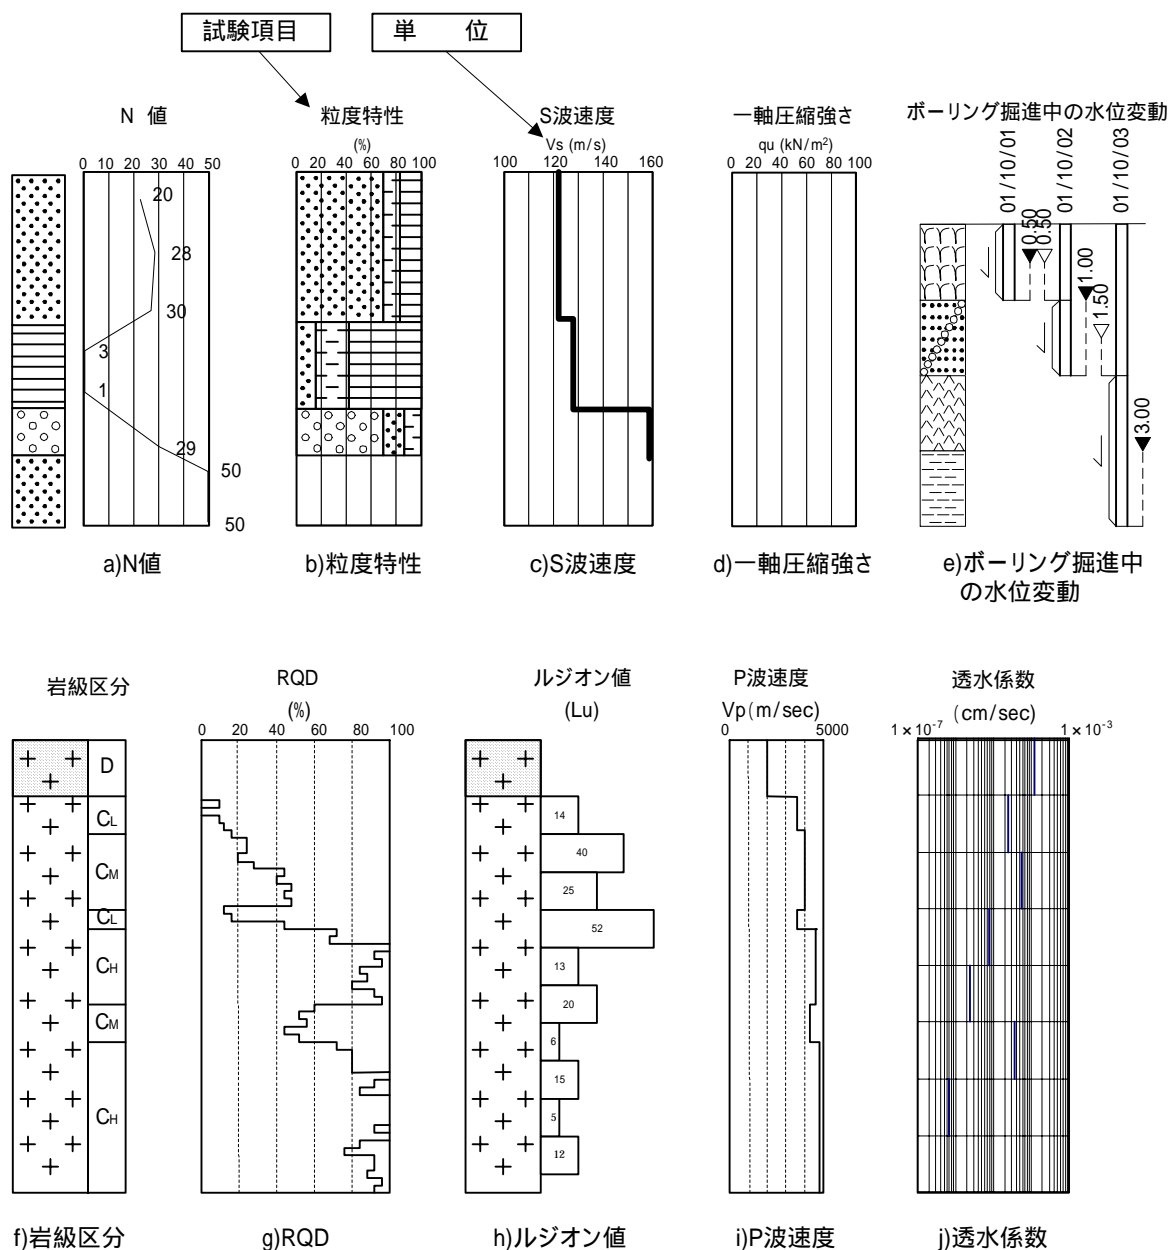 試験項目
単 位
N 値
0 10 20 30 40 50
20
28
30
3
1
29
50
50
a)N値
粒度特性
(%)
0 20 40 60 80 100
b)粒度特性
S波速度
Vs (m/s)
100 120 140 160
c)S波速度
一軸圧縮強さ
qu (kN/m²)
0 20 40 60 80 100
d)一軸圧縮強さ
ボーリング掘進中の水位変動
01/10/01
01/10/02
01/10/03
0.50
0.50
1.00
1.50
3.00
e)ボーリング掘進中
の水位変動
岩級区分
D
CL
CM
CL
CH
CM
CH
f)岩級区分
RQD
(%)
0 20 40 60 80 100
g)RQD
ルジオン値
(Lu)
14
40
25
52
13
20
6
15
5
12
h)ルジオン値
P波速度
Vp(m/sec)
0 5000
i)P波速度
透水係数
(cm/sec)
1×10⁻⁷ 1×10⁻³
j)透水係数